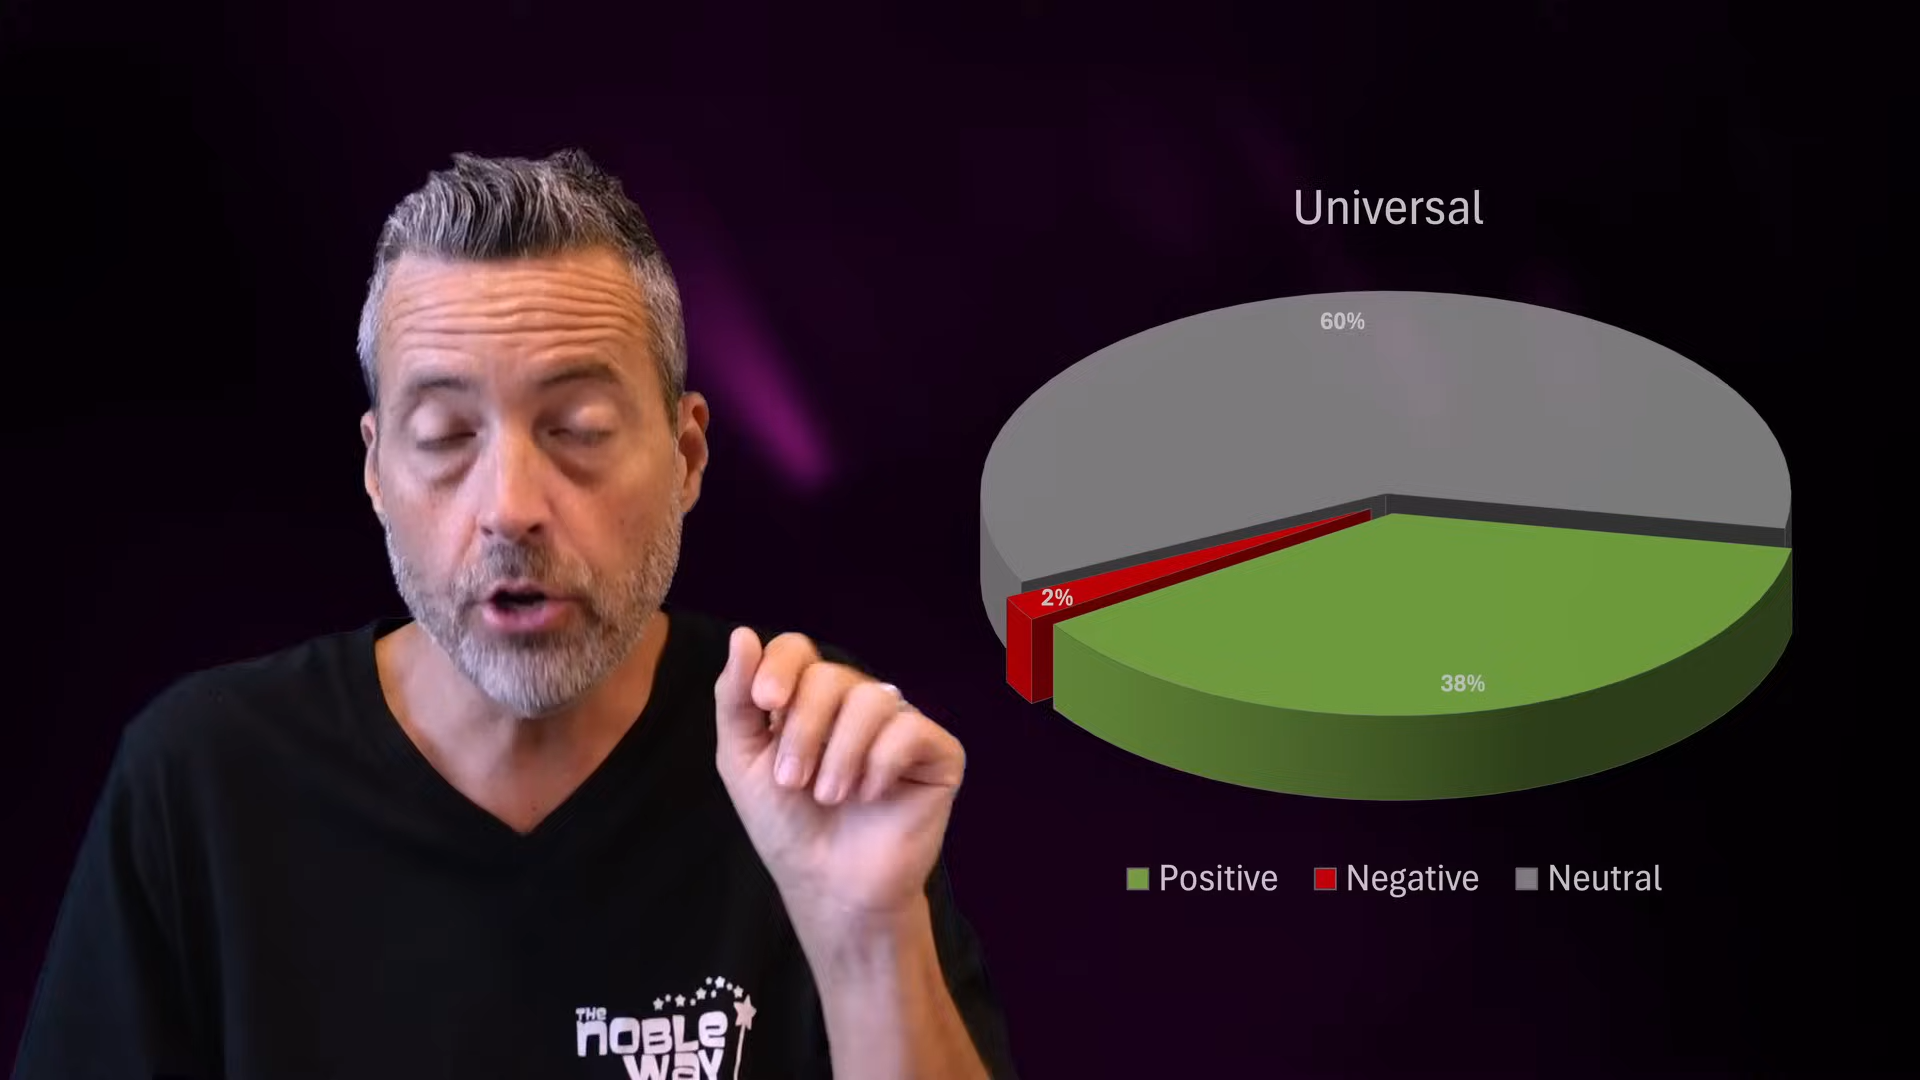 Universal
60%
2%
38%
Positive Negative Neutral
THE
NOBLE
WAY